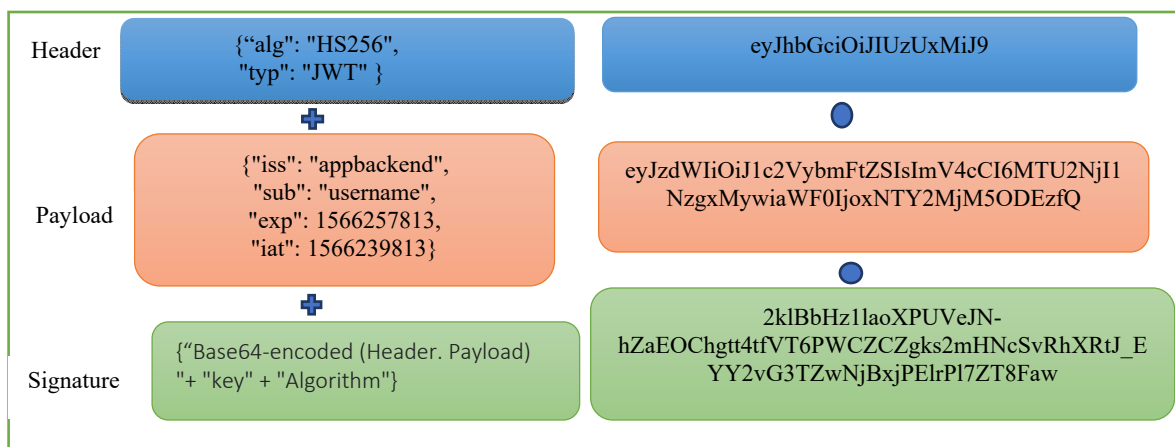 Header
{“alg": "HS256",
"typ": "JWT" }
eyJhbGciOiJIUzUxMiJ9
Payload
{"iss": "appbackend",
"sub": "username",
"exp": 1566257813,
"iat": 1566239813}
eyJzdWIiOiJ1c2VybmFtZSIsImV4cCI6MTU2NjI1
NzgxMywiaWF0IjoxNTY2MjM5ODEzfQ
Signature
{“Base64-encoded (Header. Payload)
"+ "key" + "Algorithm"}
2klBbHz1laoXPUVeJN-
hZaEOChgtt4tfVT6PWCZCZgks2mHNcSvRhXRtJ_E
YY2vG3TZwNjBxjPElrPl7ZT8Faw